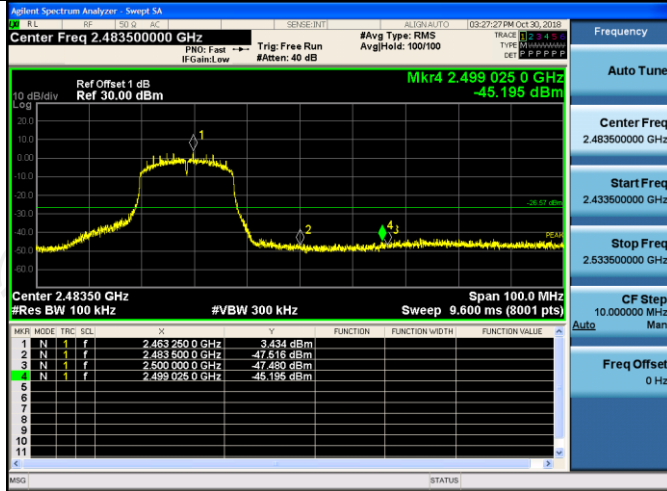 Agilent Spectrum Analyzer - Swept SA
RL RF 50 Ω AC SENSE:INT ALIGNAUTO 03:27:27 PM Oct 30, 2018
Center Freq 2.483500000 GHz
PNO: Fast
IFGain:Low
Trig: Free Run
#Atten: 40 dB
#Avg Type: RMS
Avg|Hold: 100/100
TRACE 1 2 3 4 5 6
TYPE M
DET P P P P P P
Ref Offset 1 dB
Ref 30.00 dBm
10 dB/div
Log
Mkr4 2.499 025 0 GHz
-45.195 dBm
20.0
10.0
0.00
-10.0
-20.0
-30.0
-40.0
-50.0
-60.0
1
2
4
3
-26.57 dBm
PEAK
Center 2.48350 GHz
Span 100.0 MHz
#Res BW 100 kHz
#VBW 300 kHz
Sweep 9.600 ms (8001 pts)
MKR MODE TRC SCL X Y FUNCTION FUNCTION WIDTH FUNCTION VALUE
1 N 1 f 2.463 250 0 GHz 3.434 dBm
2 N 1 f 2.483 500 0 GHz -47.516 dBm
3 N 1 f 2.500 000 0 GHz -47.480 dBm
4 N 1 f 2.499 025 0 GHz -45.195 dBm
5
6
7
8
9
10
11
MSG
STATUS
Frequency
Auto Tune
Center Freq
2.483500000 GHz
Start Freq
2.433500000 GHz
Stop Freq
2.533500000 GHz
CF Step
10.000000 MHz
Auto Man
Freq Offset
0 Hz